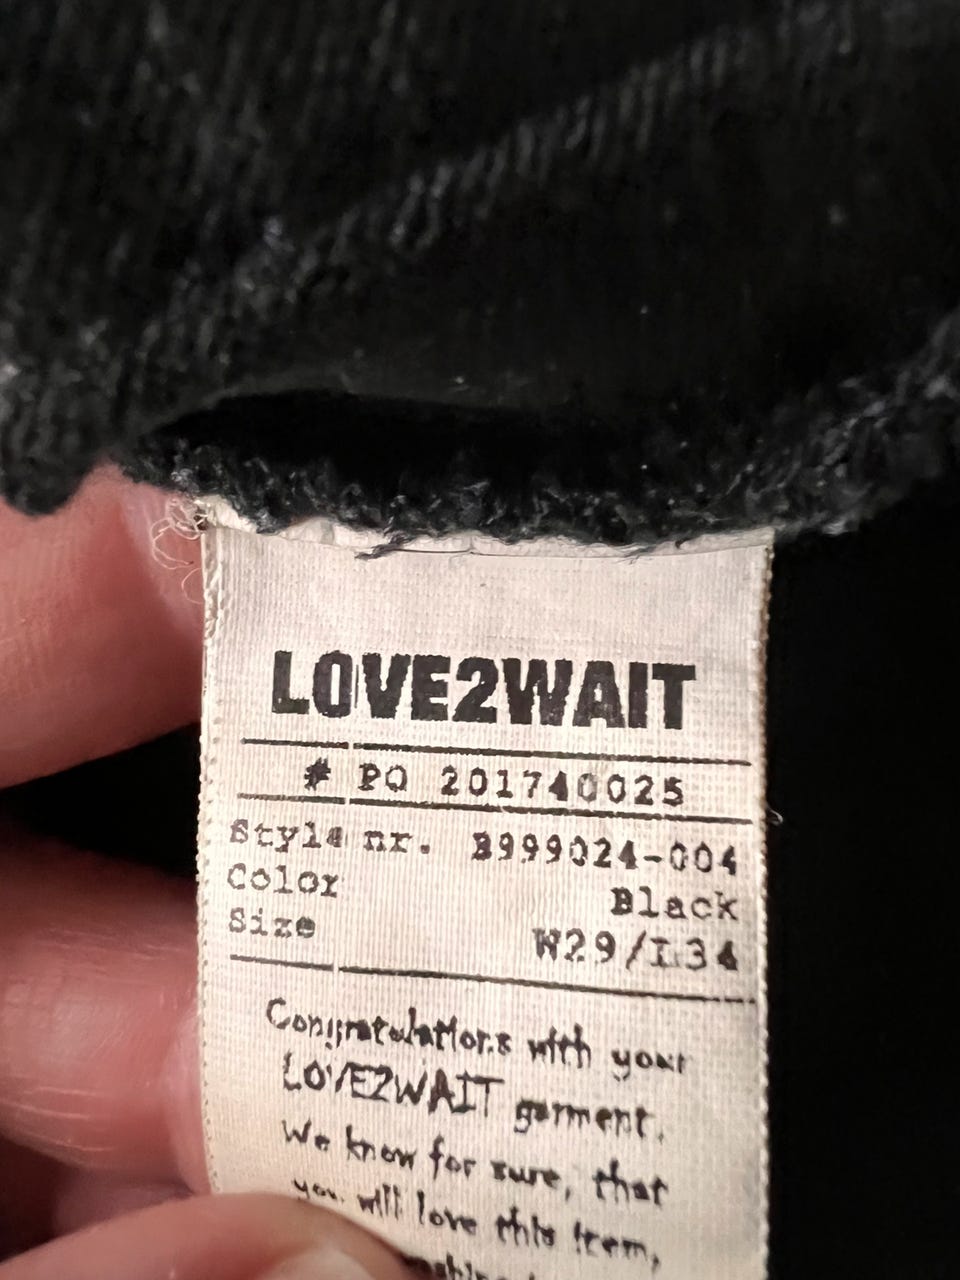 LOVE2WAIT
# PO 201740025
Style nr. B999024-004
Color Black
Size W29/L34
Congratulations with your
LOVE2WAIT garment.
We know for sure, that
you will love this item,